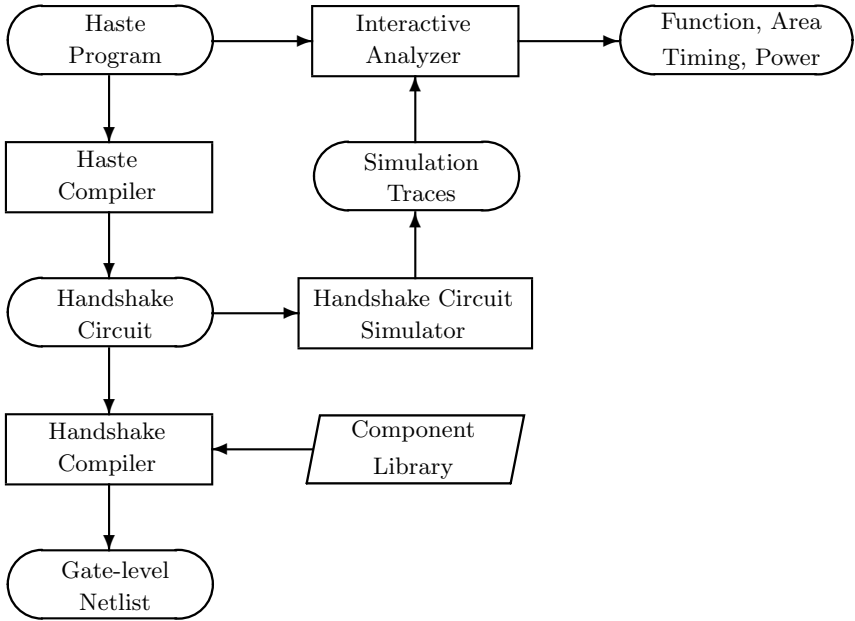 Haste
Program
Interactive
Analyzer
Function, Area
Timing, Power
Haste
Compiler
Simulation
Traces
Handshake
Circuit
Handshake Circuit
Simulator
Handshake
Compiler
Component
Library
Gate-level
Netlist